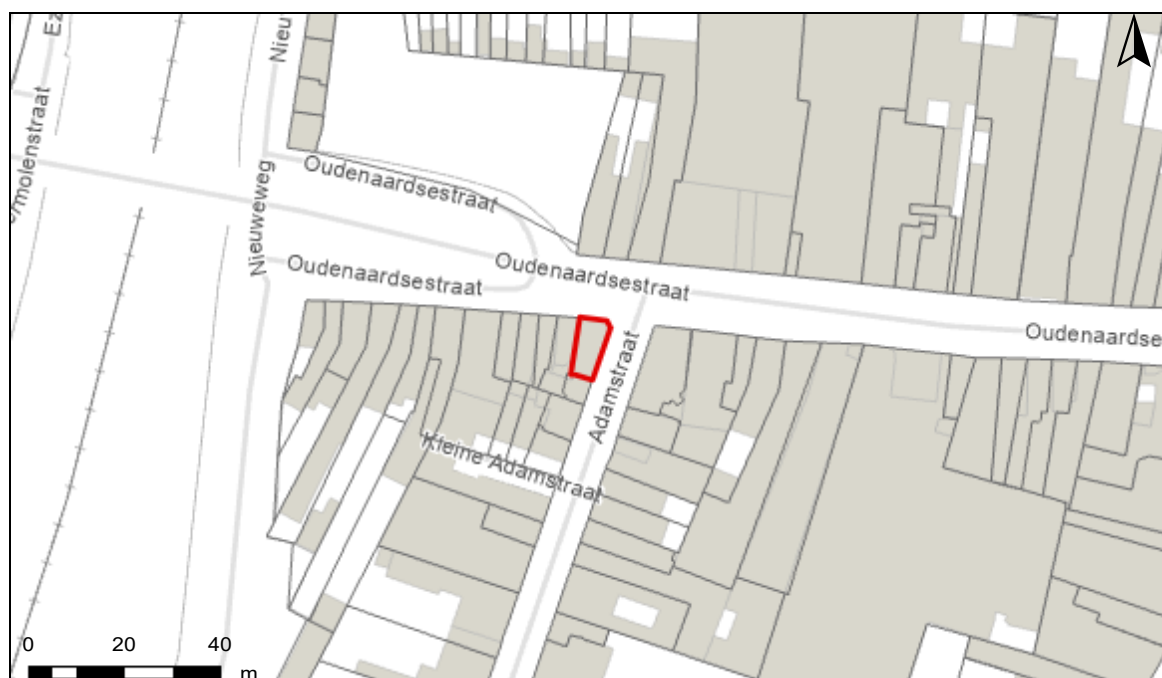 Nieu
Oudenaardsestraat
Nieuweweg
Oudenaardsestraat
Oudenaardsestraat
Oudenaardse
Adamstraat
Kleine Adamstraat
0 20 40
m